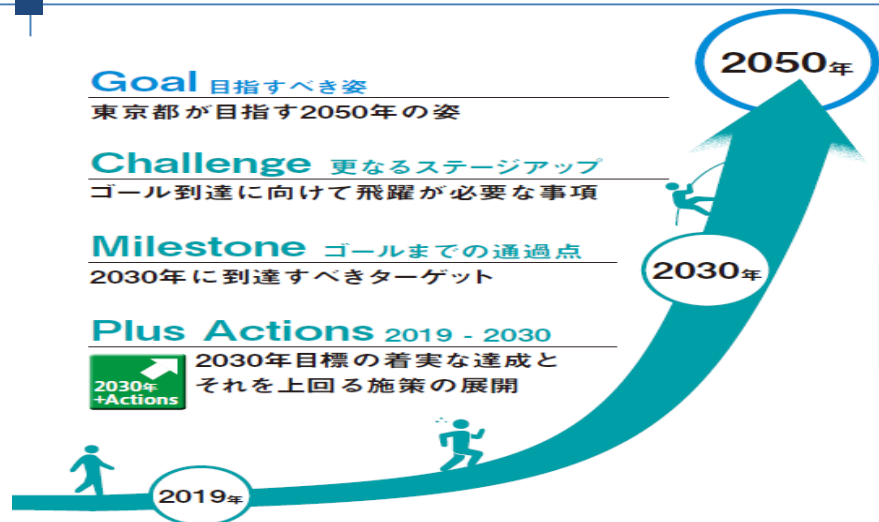 2050年
Goal 目指すべき姿
東京都が目指す2050年の姿
Challenge 更なるステージアップ
ゴール到達に向けて飛躍が必要な事項
Milestone ゴールまでの通過点
2030年に到達すべきターゲット
2030年
Plus Actions 2019 - 2030
2030年目標の着実な達成と
それを上回る施策の展開
2030年
+Actions
2019年